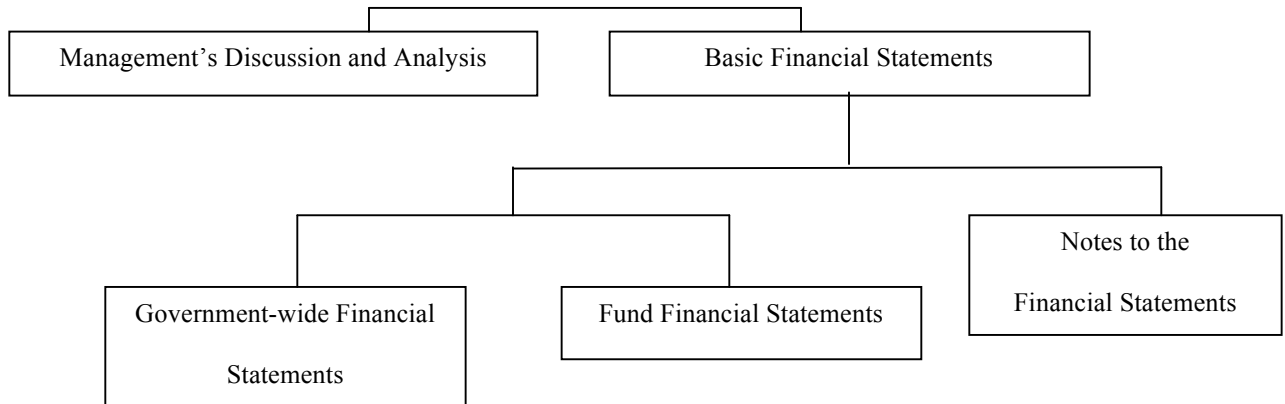 Management’s Discussion and Analysis
Basic Financial Statements
Government-wide Financial
Statements
Fund Financial Statements
Notes to the
Financial Statements